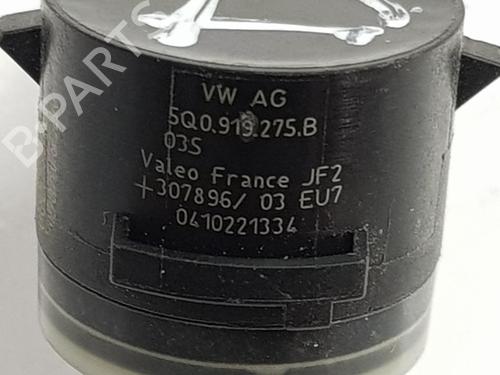 VW AG
5Q0.919.275.B
03S
Valeo France JF2
+307896/ 03 EU7
0410221334
B-Parts